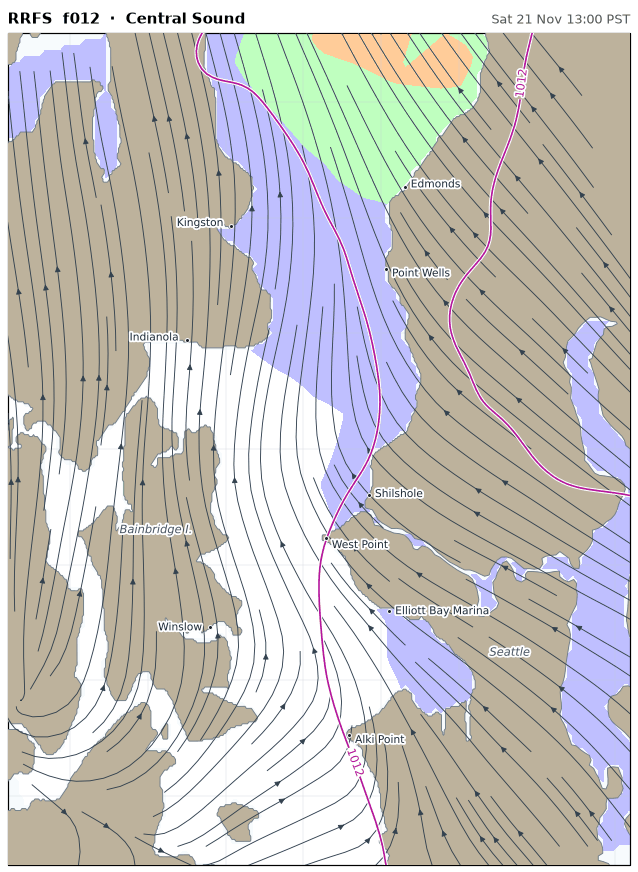 RRFS f012 · Central Sound
Sat 21 Nov 13:00 PST
1012
Edmonds
Kingston
Point Wells
Indianola
Shilshole
Bainbridge I.
West Point
Elliott Bay Marina
Winslow
Seattle
Alki Point
1012